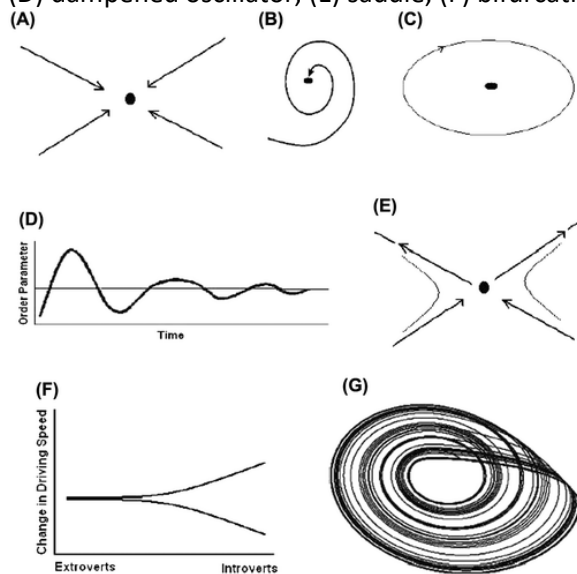 (D) dampened oscillator, (E) saddle, (F) bifurcati
(A)
(B)
(C)
(D)
Order Parameter
Time
(E)
(F)
Change in Driving Speed
Extroverts
Introverts
(G)